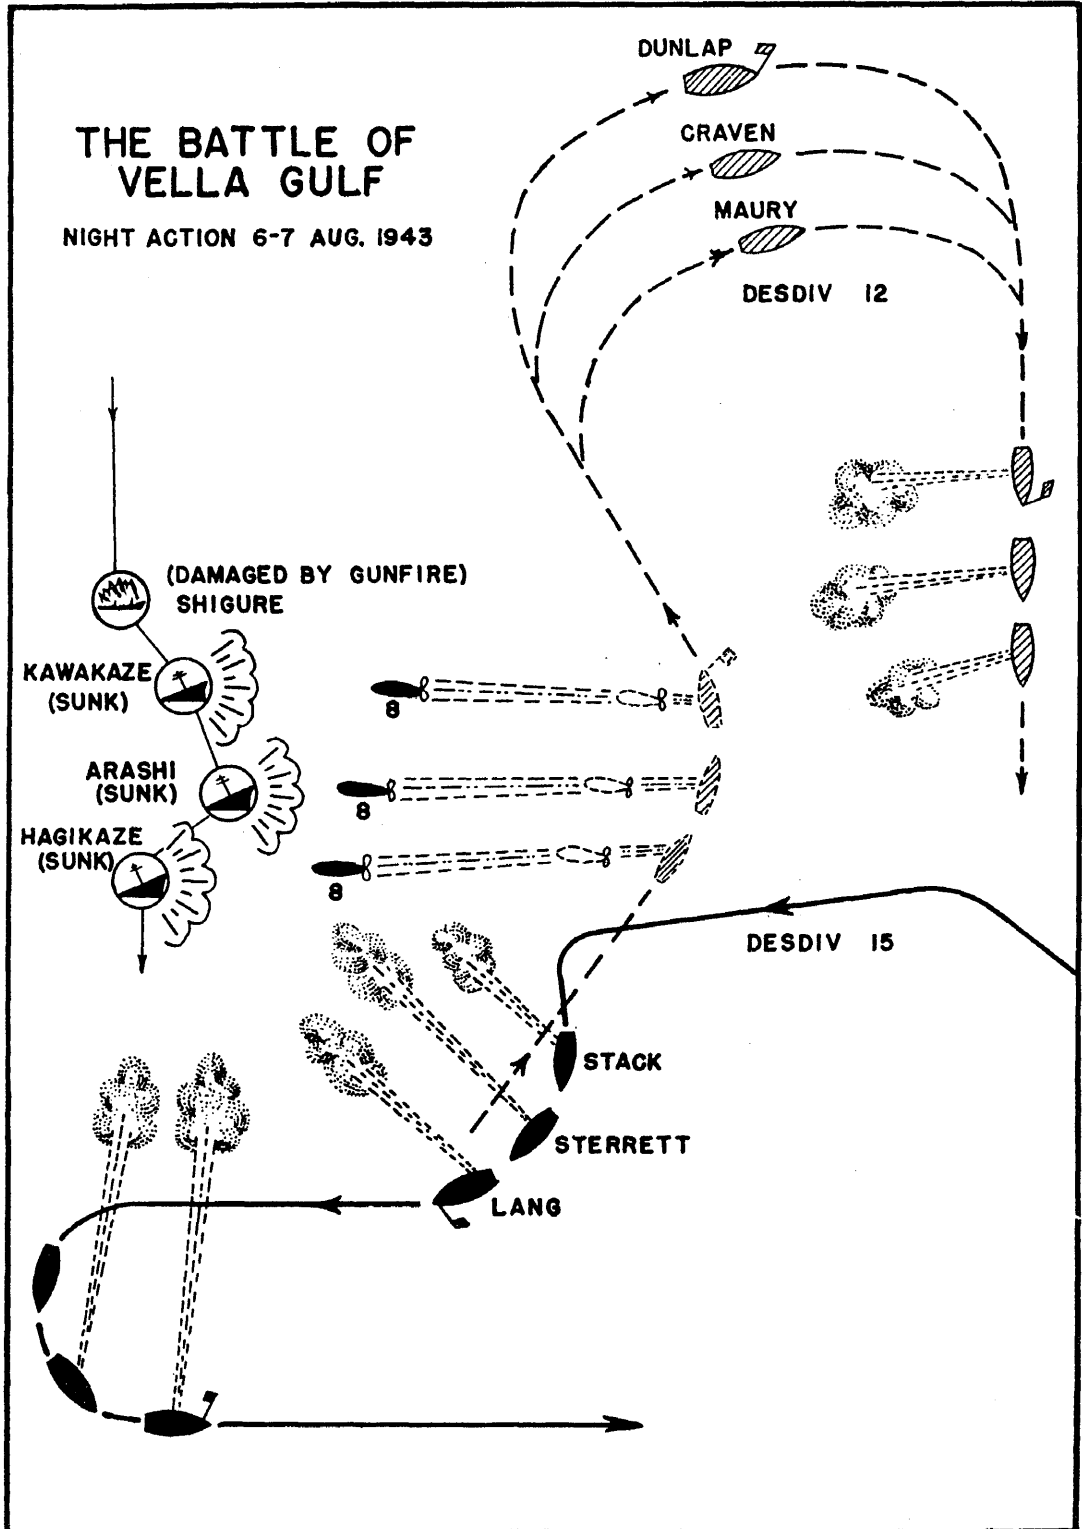 THE BATTLE OF
VELLA GULF
NIGHT ACTION 6-7 AUG. 1943
DUNLAP
CRAVEN
MAURY
DESDIV 12
(DAMAGED BY GUNFIRE)
SHIGURE
KAWAKAZE
(SUNK)
8
ARASHI
(SUNK)
8
HAGIKAZE
(SUNK)
8
DESDIV 15
STACK
STERRETT
LANG